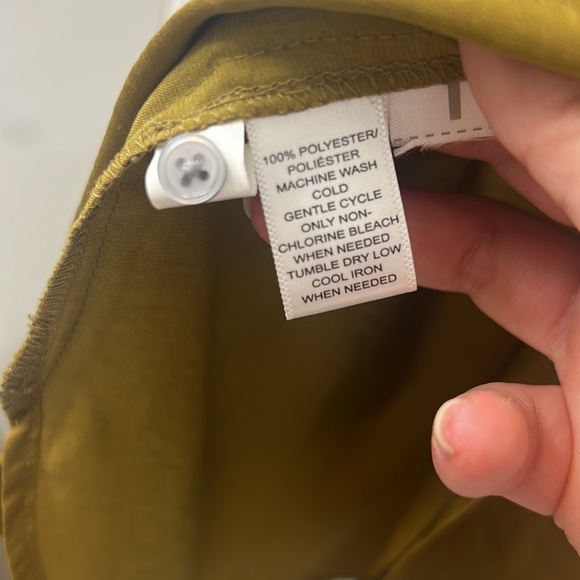 100% POLYESTER/
POLIÉSTER
MACHINE WASH
COLD
GENTLE CYCLE
ONLY NON-
CHLORINE BLEACH
WHEN NEEDED
TUMBLE DRY LOW
COOL IRON
WHEN NEEDED